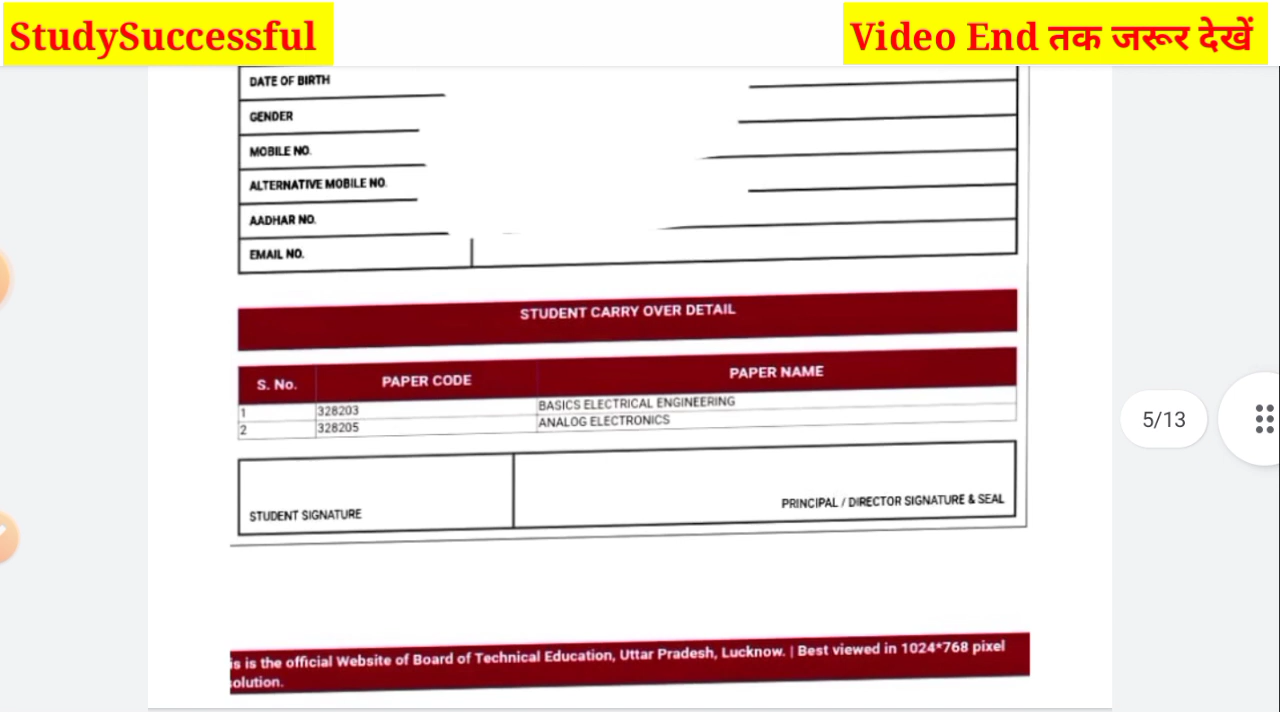 StudySuccessful
Video End तक जरूर देखें
DATE OF BIRTH
GENDER
MOBILE NO.
ALTERNATIVE MOBILE NO.
AADHAR NO.
EMAIL NO.
STUDENT CARRY OVER DETAIL
S. No. PAPER CODE PAPER NAME
1 328203 BASICS ELECTRICAL ENGINEERING
2 328205 ANALOG ELECTRONICS
5/13
STUDENT SIGNATURE PRINCIPAL / DIRECTOR SIGNATURE & SEAL
is is the official Website of Board of Technical Education, Uttar Pradesh, Lucknow. | Best viewed in 1024*768 pixel
solution.